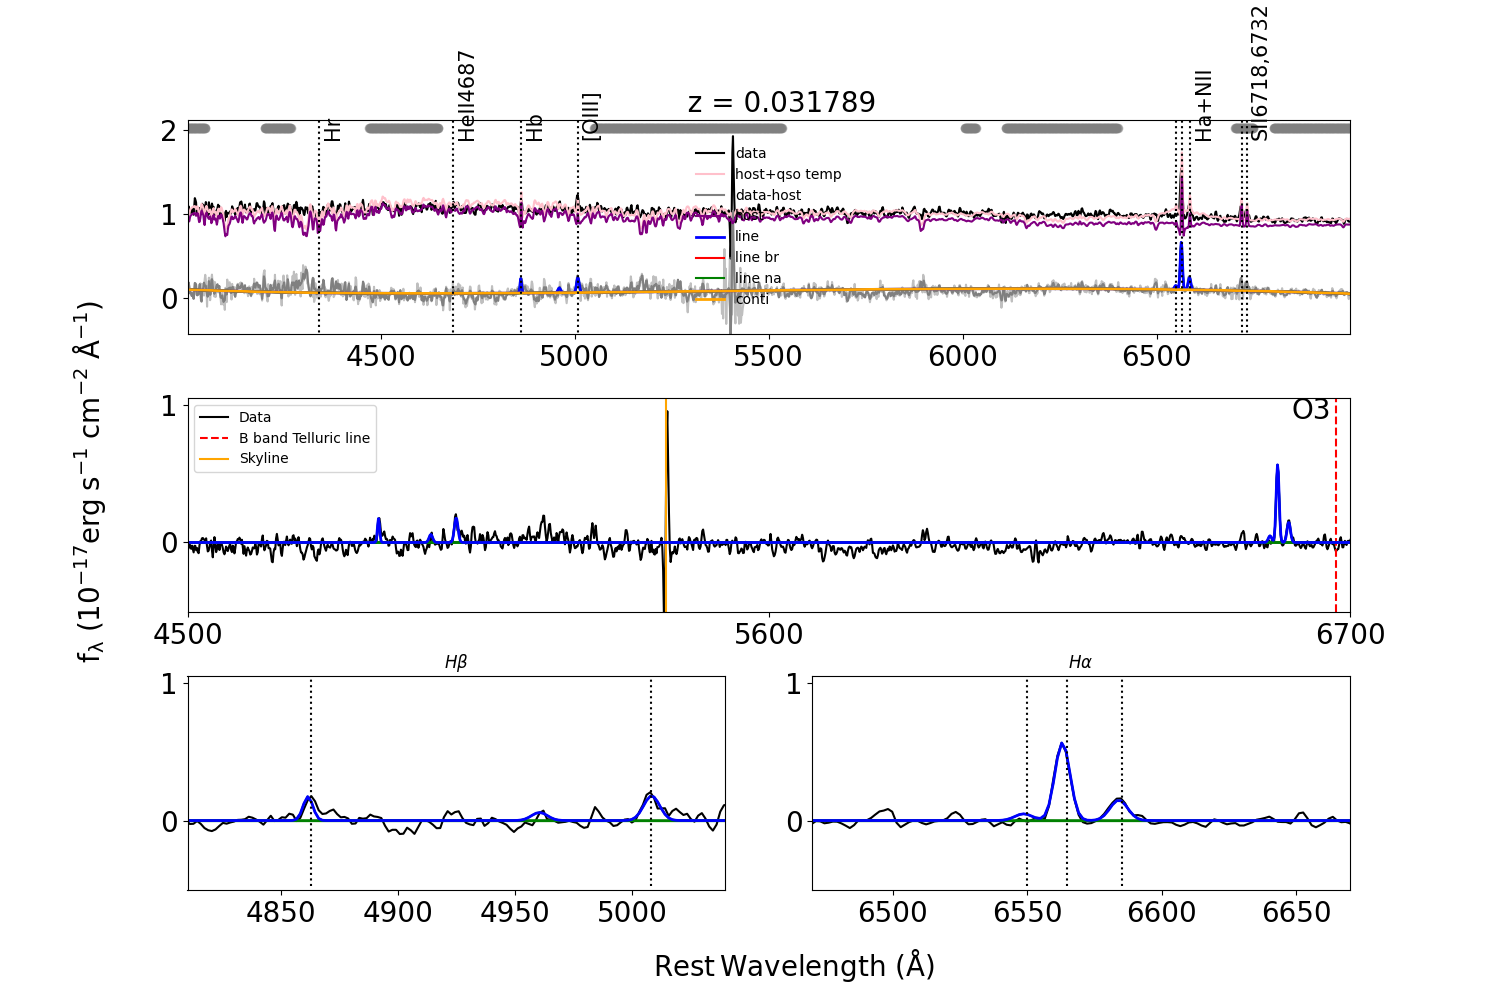 z = 0.031789
Hr
HeII4687
Hb
[OIII]
Ha+NII
SII6718,6732
2
1
0
data
host+qso temp
data-host
host
line
line br
line na
conti
4500 5000 5500 6000 6500
1
0
Data
B band Telluric line
Skyline
O3
4500 5600 6700
fλ (10⁻¹⁷erg s⁻¹ cm⁻² Å⁻¹)
Hβ
1
0
4850 4900 4950 5000
Hα
1
0
6500 6550 6600 6650
Rest Wavelength (Å)